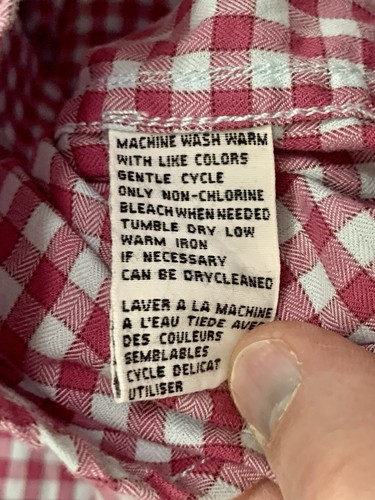 MACHINE WASH WARM
WITH LIKE COLORS
GENTLE CYCLE
ONLY NON-CHLORINE
BLEACH WHEN NEEDED
TUMBLE DRY LOW
WARM IRON
IF NECESSARY
CAN BE DRYCLEANED
LAVER A LA MACHINE
A L'EAU TIEDE AVEC
DES COULEURS
SEMBLABLES
CYCLE DELICAT
UTILISER